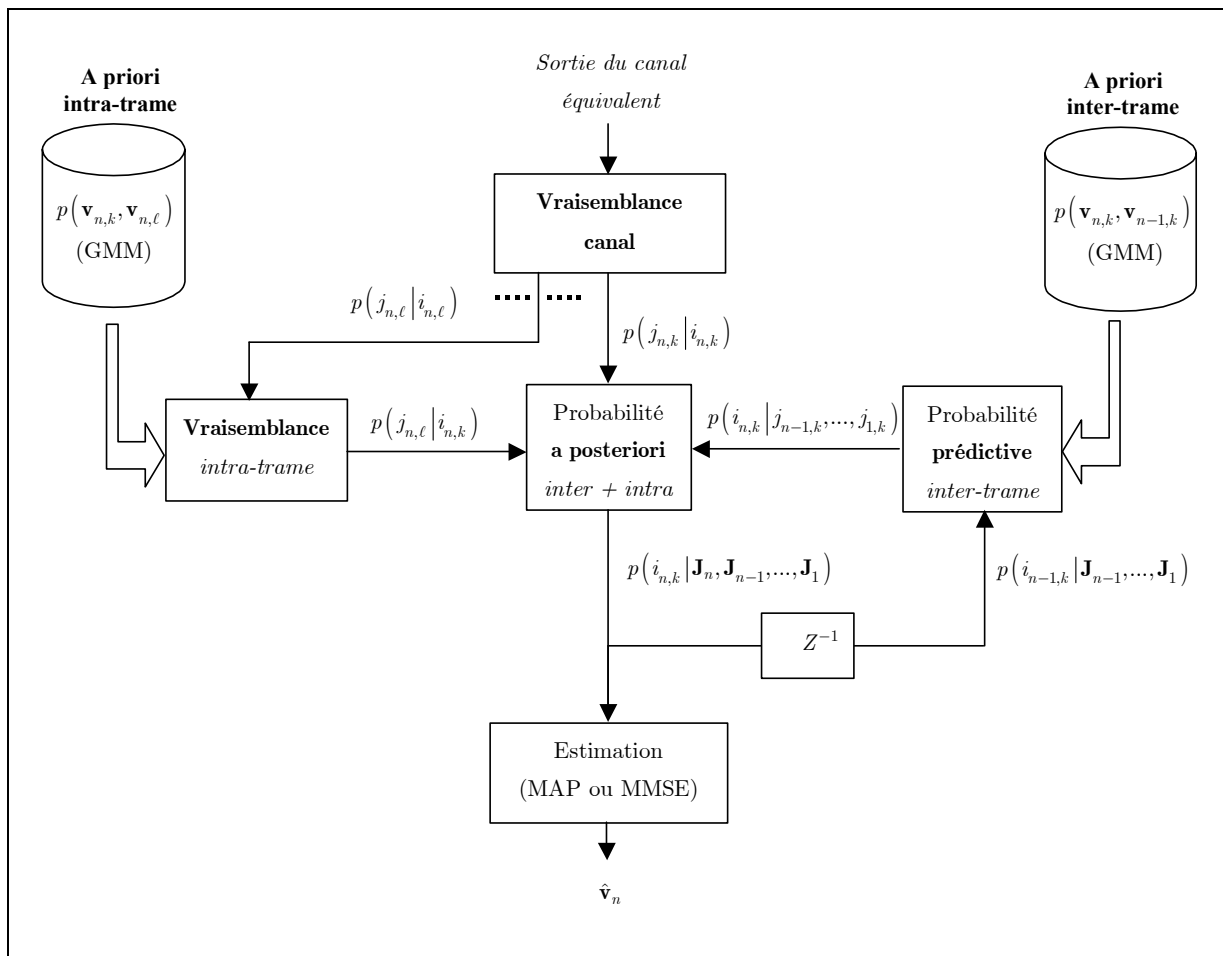 Sortie du canal
équivalent
A priori
intra-trame
A priori
inter-trame
p(v_{n,k}, v_{n,ℓ})
(GMM)
Vraisemblance
canal
p(v_{n,k}, v_{n−1,k})
(GMM)
p(j_{n,ℓ} | i_{n,ℓ})
p(j_{n,k} | i_{n,k})
Vraisemblance
intra-trame
p(j_{n,ℓ} | i_{n,k})
Probabilité
a posteriori
inter + intra
p(i_{n,k} | j_{n−1,k},..., j_{1,k})
Probabilité
prédictive
inter-trame
p(i_{n,k} | J_n, J_{n−1},..., J_1)
p(i_{n−1,k} | J_{n−1},..., J_1)
Z^{−1}
Estimation
(MAP ou MMSE)
v̂_n